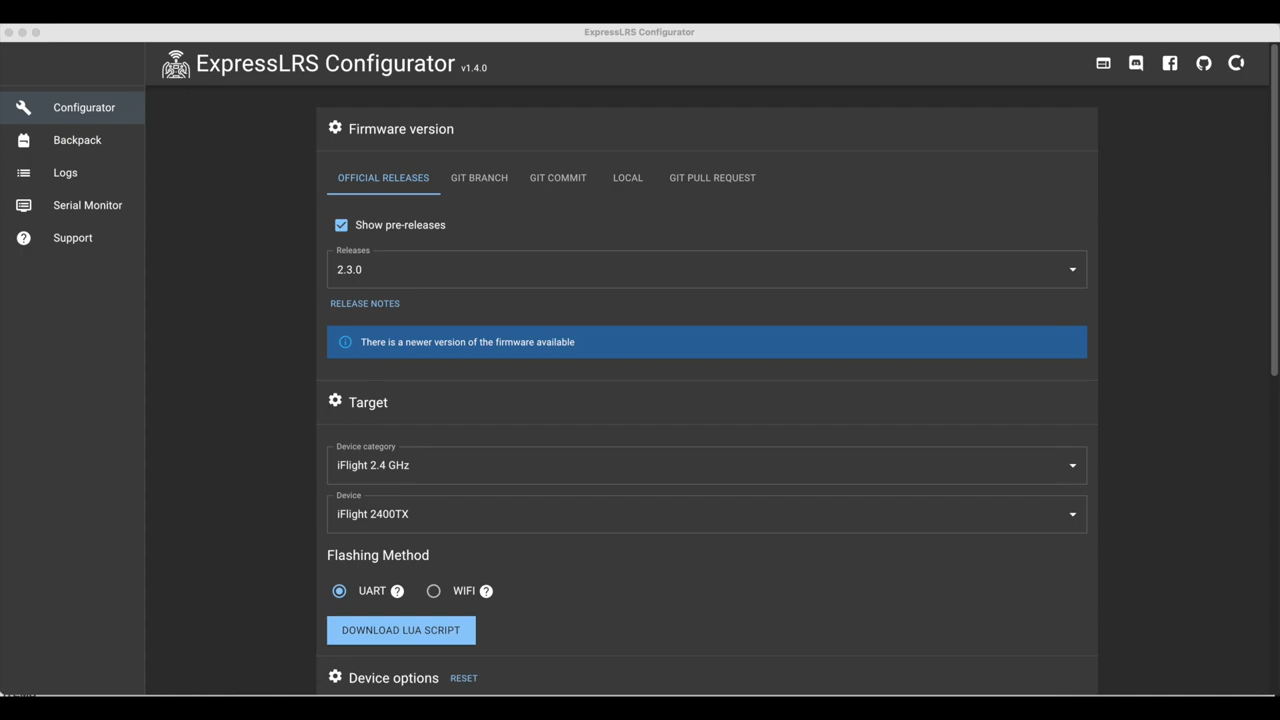 ExpressLRS Configurator
ExpressLRS Configurator v1.4.0
Configurator
Backpack
Logs
Serial Monitor
Support
Firmware version
OFFICIAL RELEASES GIT BRANCH GIT COMMIT LOCAL GIT PULL REQUEST
Show pre-releases
Releases
2.3.0
RELEASE NOTES
There is a newer version of the firmware available
Target
Device category
iFlight 2.4 GHz
Device
iFlight 2400TX
Flashing Method
UART ? WIFI ?
DOWNLOAD LUA SCRIPT
Device options RESET